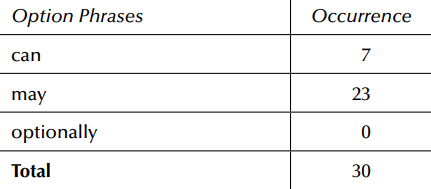 Option Phrases Occurrence
can 7
may 23
optionally 0
Total 30